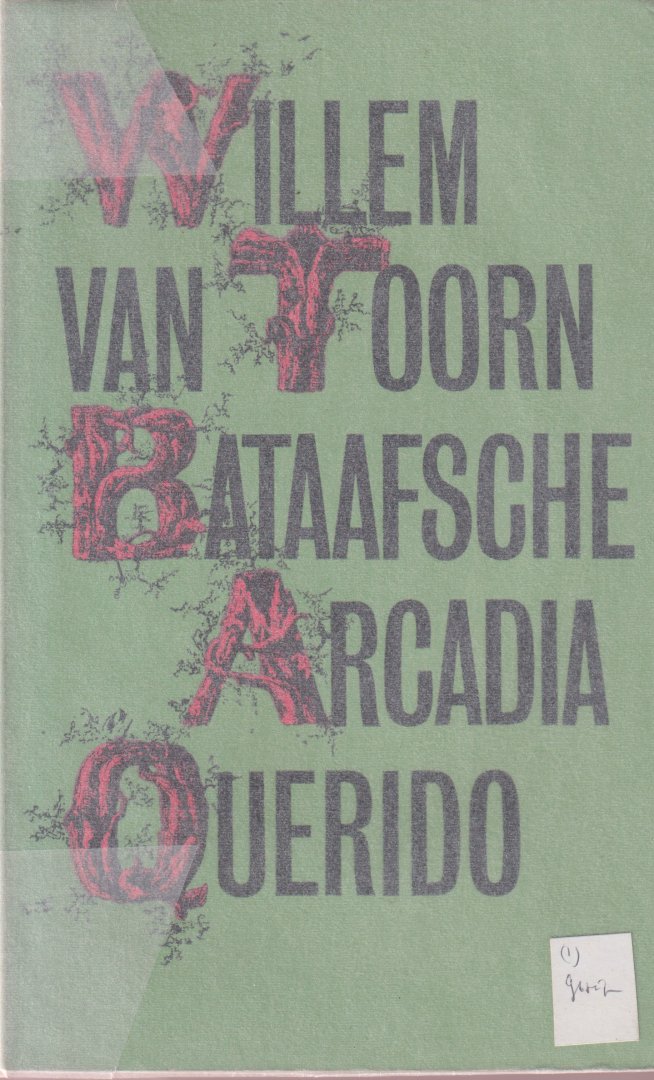 WILLEM
VAN TOORN
BATAAFSCHE
ARCADIA
QUERIDO
(1)